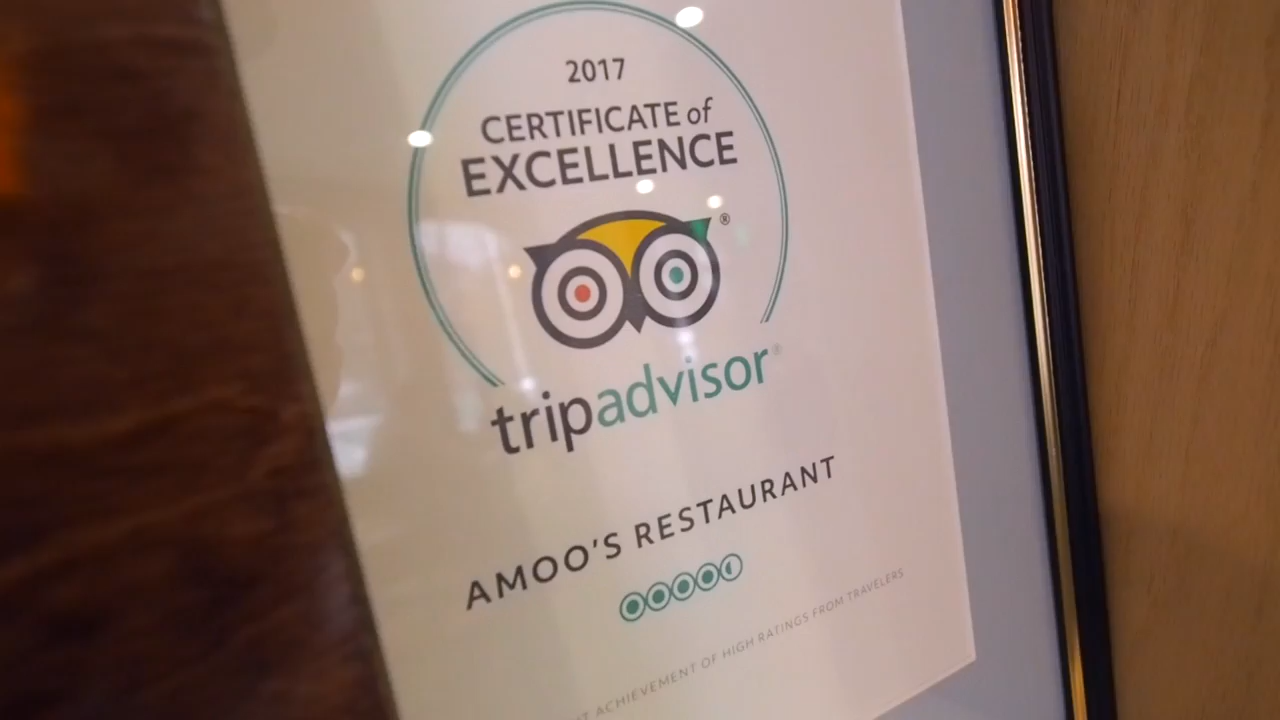 2017
CERTIFICATE of
EXCELLENCE
®
tripadvisor®
AMOO'S RESTAURANT
ACHIEVEMENT OF HIGH RATINGS FROM TRAVELERS